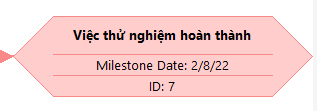 Việc thử nghiệm hoàn thành
Milestone Date: 2/8/22
ID: 7